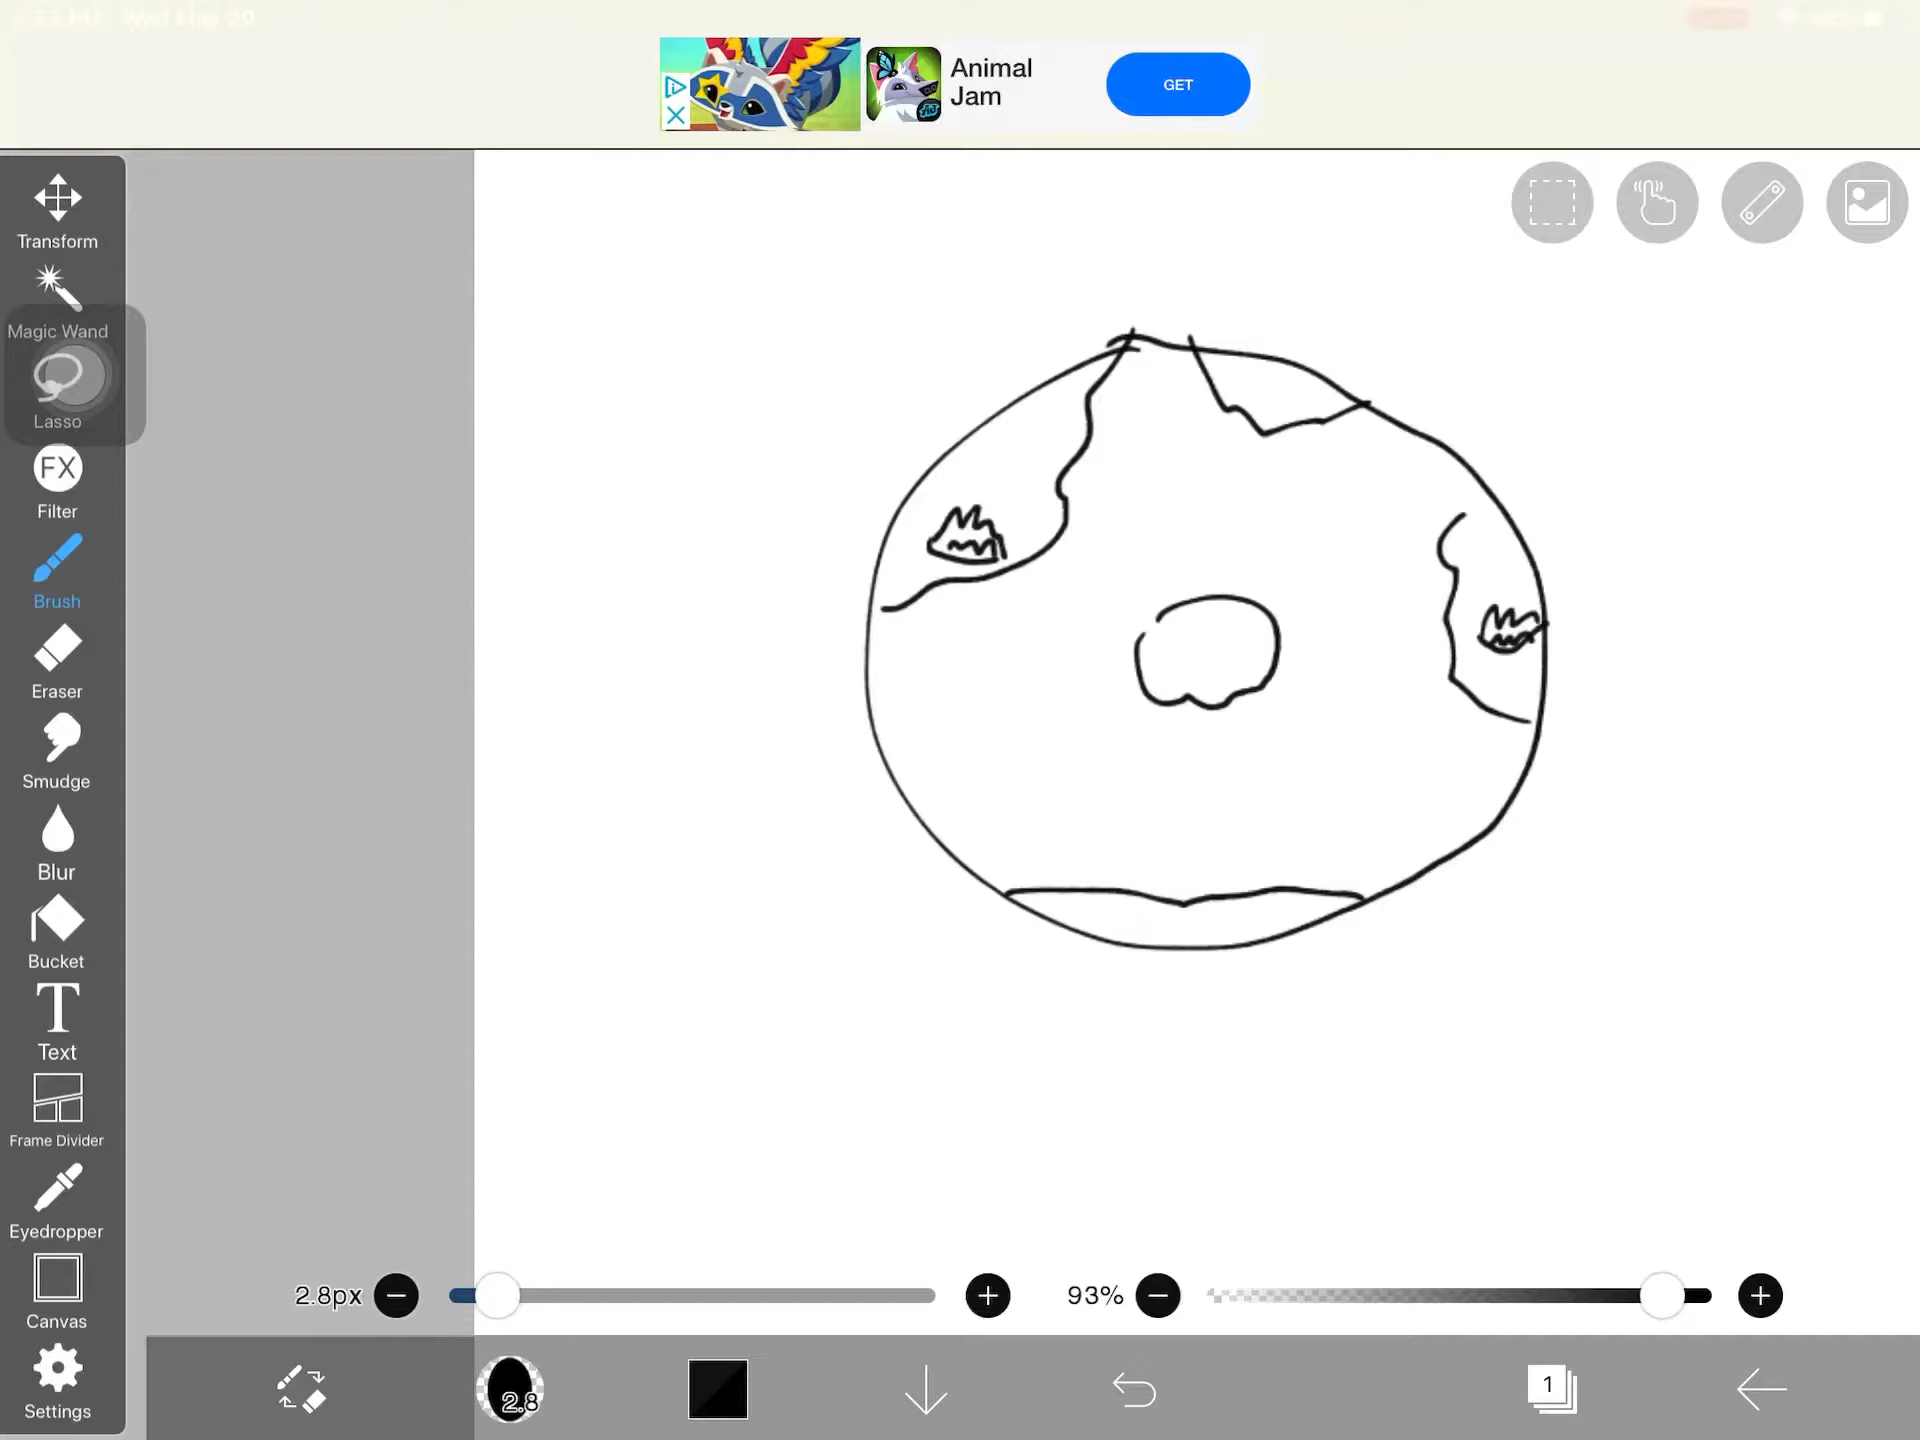 Animal
Jam
GET
Transform
Magic Wand
Lasso
FX
Filter
Brush
Eraser
Smudge
Blur
Bucket
T
Text
Frame Divider
Eyedropper
Canvas
Settings
2.8px
93%
2.8
1